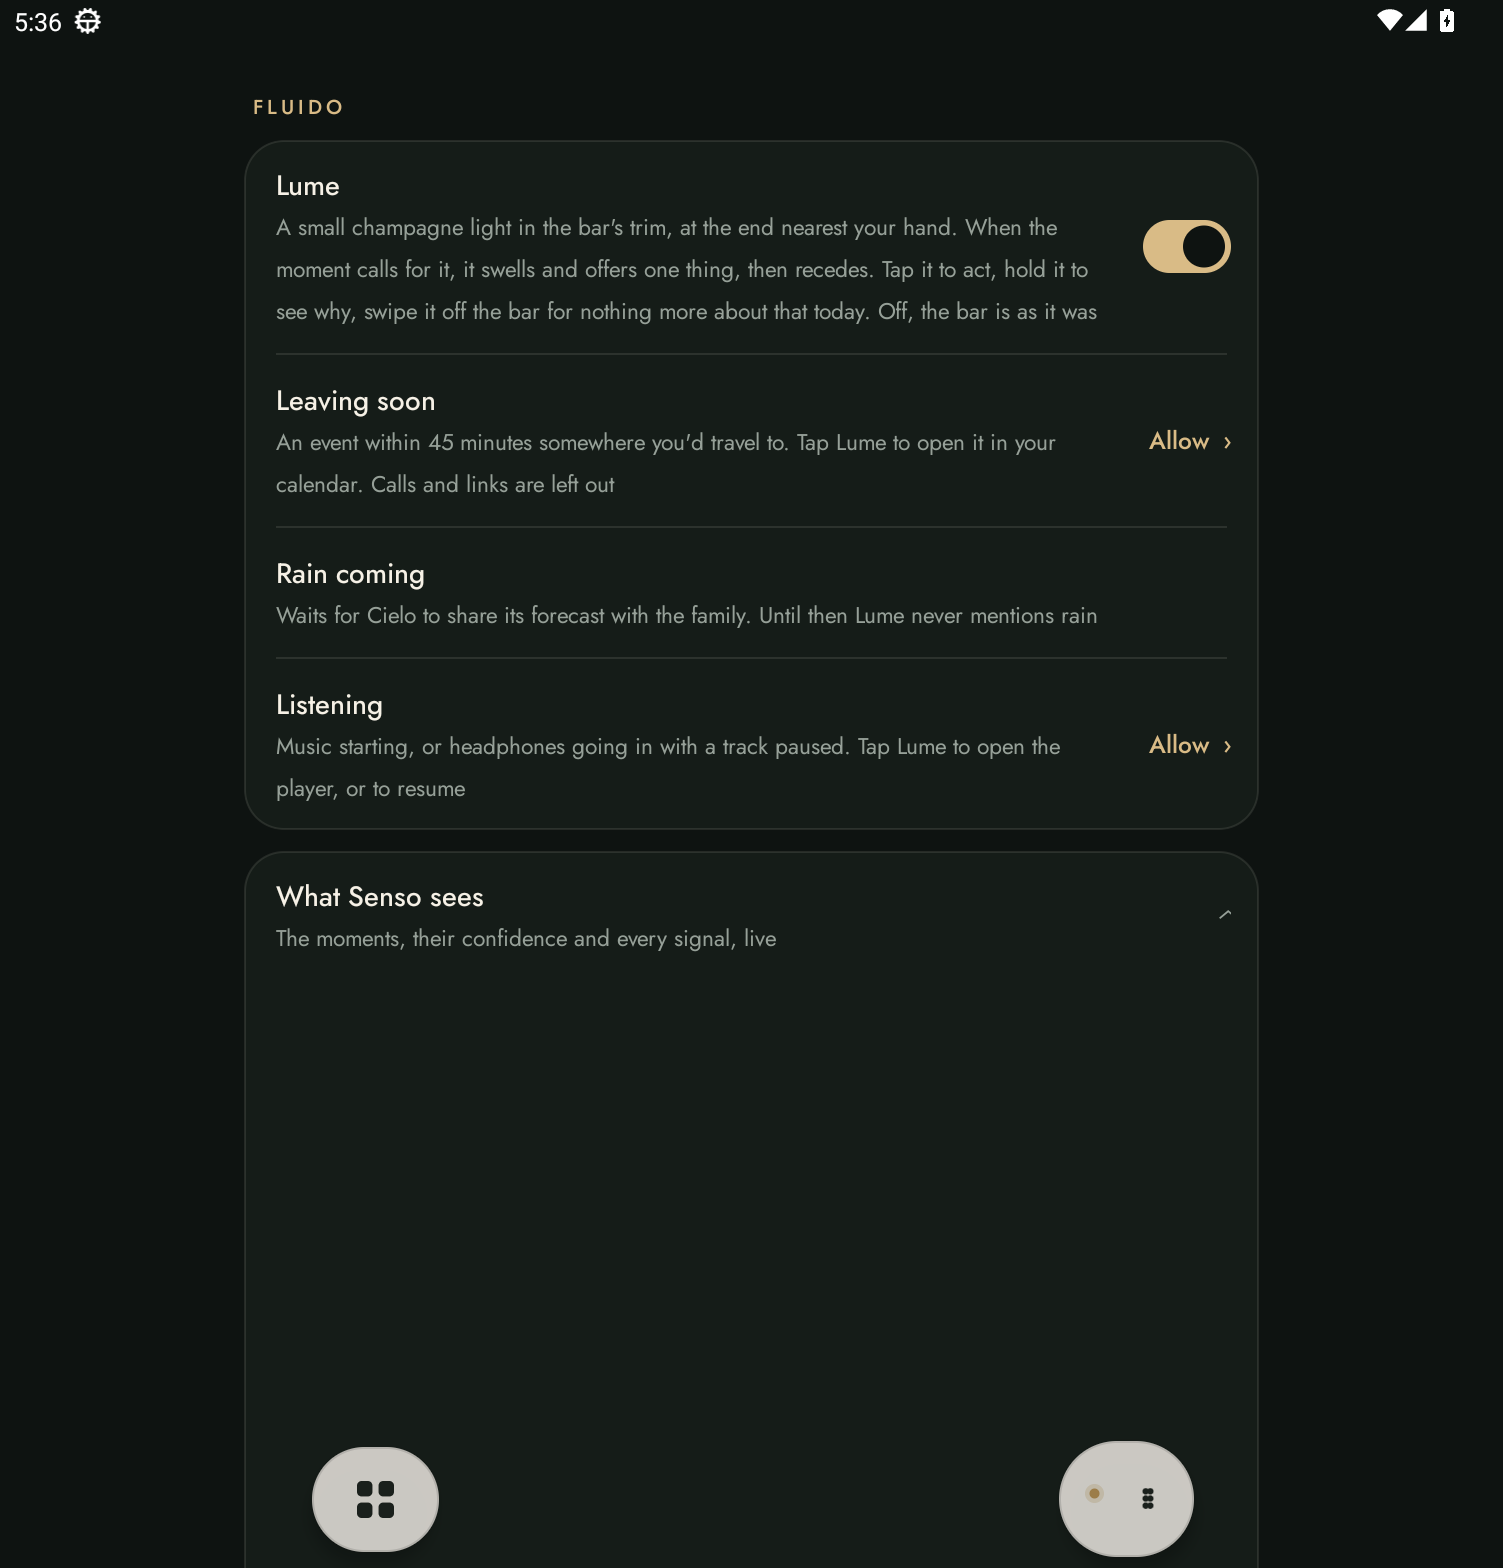 5:36
FLUIDO
Lume
A small champagne light in the bar's trim, at the end nearest your hand. When the
moment calls for it, it swells and offers one thing, then recedes. Tap it to act, hold it to
see why, swipe it off the bar for nothing more about that today. Off, the bar is as it was
Leaving soon
An event within 45 minutes somewhere you'd travel to. Tap Lume to open it in your
calendar. Calls and links are left out
Allow ›
Rain coming
Waits for Cielo to share its forecast with the family. Until then Lume never mentions rain
Listening
Music starting, or headphones going in with a track paused. Tap Lume to open the
player, or to resume
Allow ›
What Senso sees
The moments, their confidence and every signal, live